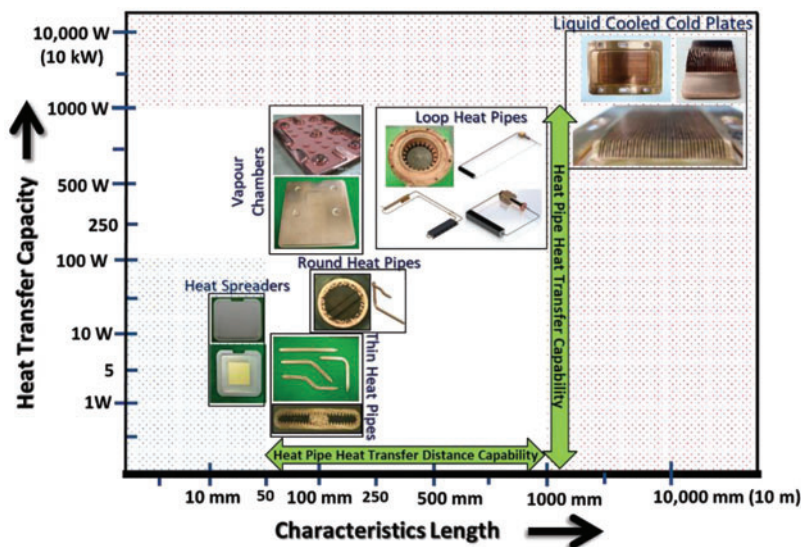 Liquid Cooled Cold Plates
10,000 W
(10 kW)
1000 W
500 W
250
100 W
10 W
5
1W
Heat Transfer Capacity
Vapour
Chambers
Loop Heat Pipes
Heat Pipe Heat Transfer Capability
Round Heat Pipes
Heat Spreaders
Thin Heat Pipes
Heat Pipe Heat Transfer Distance Capability
10 mm
50
100 mm
250
500 mm
1000 mm
10,000 mm (10 m)
Characteristics Length